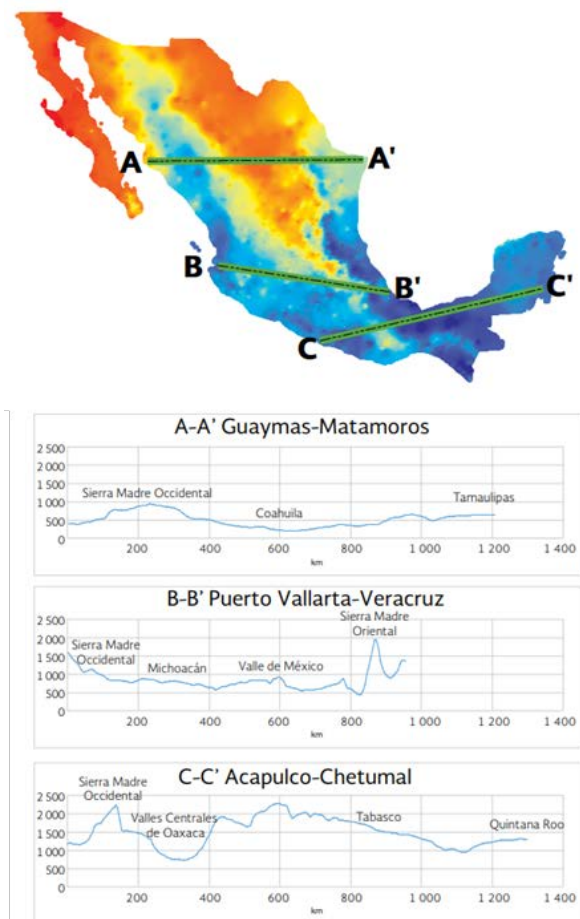 A
A'
B
B'
C
C'
A-A’ Guaymas-Matamoros
2 500
2 000
1 500
1 000
500
0
Sierra Madre Occidental
Coahuila
Tamaulipas
200 400 600 800 1 000 1 200 1 400
km
B-B’ Puerto Vallarta-Veracruz
2 500
2 000
1 500
1 000
500
0
Sierra Madre
Occidental
Michoacán
Valle de México
Sierra Madre
Oriental
200 400 600 800 1 000 1 200 1 400
km
C-C’ Acapulco-Chetumal
2 500
2 000
1 500
1 000
500
0
Sierra Madre
Occidental
Valles Centrales
de Oaxaca
Tabasco
Quintana Roo
200 400 600 800 1 000 1 200 1 400
km